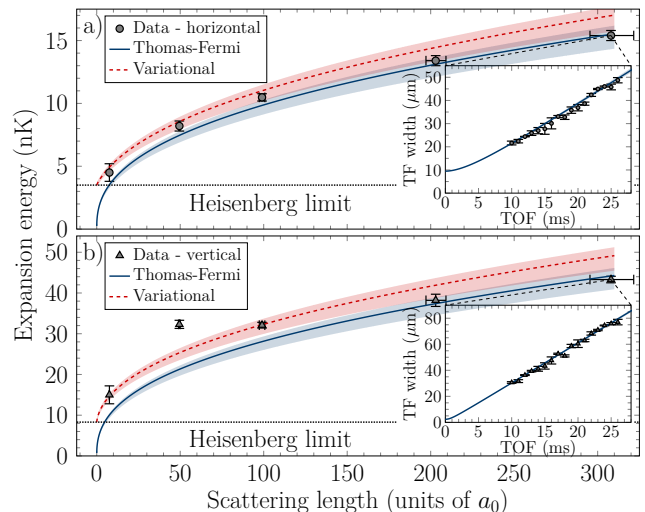 a)
Data - horizontal
Thomas-Fermi
Variational
15
10
5
0
Heisenberg limit
TF width (μm)
50
40
30
20
10
0
0 5 10 15 20 25
TOF (ms)
Expansion energy (nK)
b)
Data - vertical
Thomas-Fermi
Variational
50
40
30
20
10
0
Heisenberg limit
TF width (μm)
100
80
60
40
20
0
0 5 10 15 20 25
TOF (ms)
0 50 100 150 200 250 300
Scattering length (units of a₀)